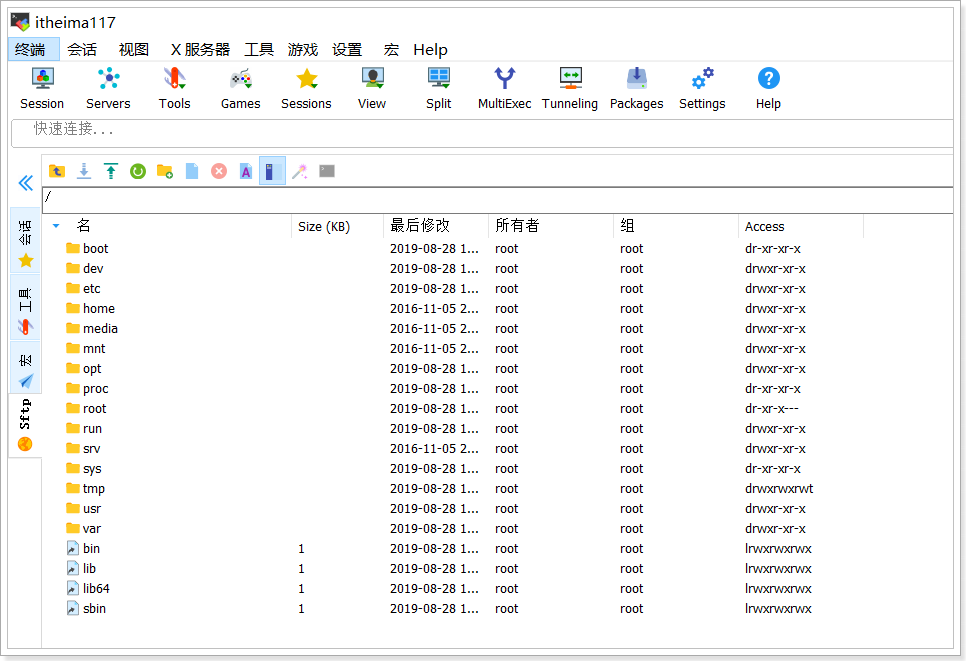 itheima117
终端 会话 视图 X 服务器 工具 游戏 设置 宏 Help
Session Servers Tools Games Sessions View Split MultiExec Tunneling Packages Settings Help
快速连接...
/
名 Size (KB) 最后修改 所有者 组 Access
boot 2019-08-28 1... root root dr-xr-xr-x
dev 2019-08-28 1... root root drwxr-xr-x
etc 2019-08-28 1... root root drwxr-xr-x
home 2016-11-05 2... root root drwxr-xr-x
media 2016-11-05 2... root root drwxr-xr-x
mnt 2016-11-05 2... root root drwxr-xr-x
opt 2019-08-28 1... root root drwxr-xr-x
proc 2019-08-28 1... root root dr-xr-xr-x
root 2019-08-28 1... root root dr-xr-x---
run 2019-08-28 1... root root drwxr-xr-x
srv 2016-11-05 2... root root drwxr-xr-x
sys 2019-08-28 1... root root dr-xr-xr-x
tmp 2019-08-28 1... root root drwxrwxrwt
usr 2019-08-28 1... root root drwxr-xr-x
var 2019-08-28 1... root root drwxr-xr-x
bin 1 2019-08-28 1... root root lrwxrwxrwx
lib 1 2019-08-28 1... root root lrwxrwxrwx
lib64 1 2019-08-28 1... root root lrwxrwxrwx
sbin 1 2019-08-28 1... root root lrwxrwxrwx
会话
工具
宏
Sftp